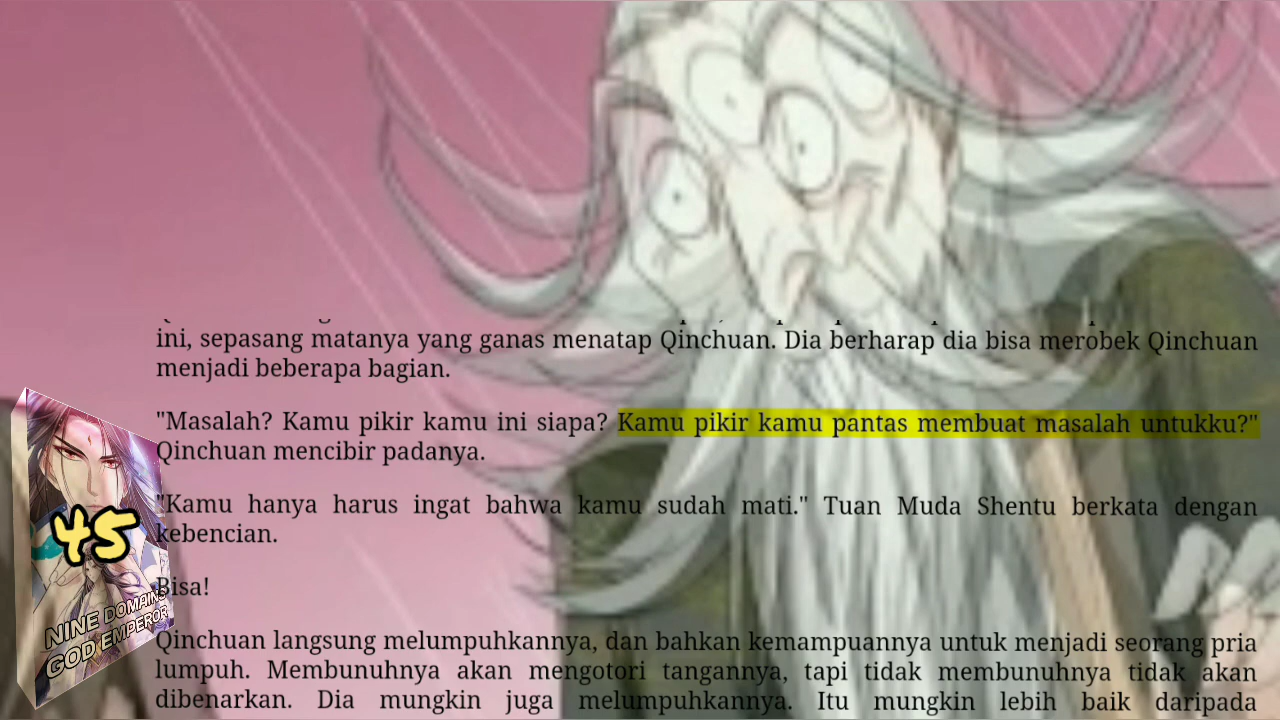 ini, sepasang matanya yang ganas menatap Qinchuan. Dia berharap dia bisa merobek Qinchuan
menjadi beberapa bagian.
"Masalah? Kamu pikir kamu ini siapa? Kamu pikir kamu pantas membuat masalah untukku?"
Qinchuan mencibir padanya.
"Kamu hanya harus ingat bahwa kamu sudah mati." Tuan Muda Shentu berkata dengan
kebencian.
Bisa!
Qinchuan langsung melumpuhkannya, dan bahkan kemampuannya untuk menjadi seorang pria
lumpuh. Membunuhnya akan mengotori tangannya, tapi tidak membunuhnya tidak akan
dibenarkan. Dia mungkin juga melumpuhkannya. Itu mungkin lebih baik daripada
45
NINE DOMAINS
GOD EMPEROR